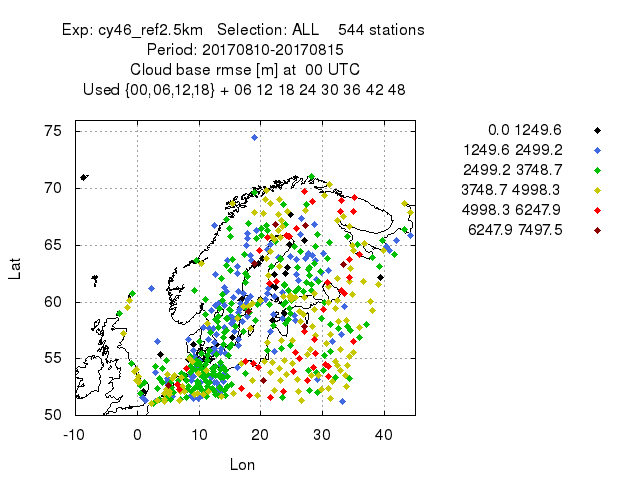 Exp: cy46_ref2.5km Selection: ALL 544 stations
Period: 20170810-20170815
Cloud base rmse [m] at 00 UTC
Used {00,06,12,18} + 06 12 18 24 30 36 42 48
75
70
65
60
55
50
Lat
-10 0 10 20 30 40
Lon
0.0 1249.6
1249.6 2499.2
2499.2 3748.7
3748.7 4998.3
4998.3 6247.9
6247.9 7497.5